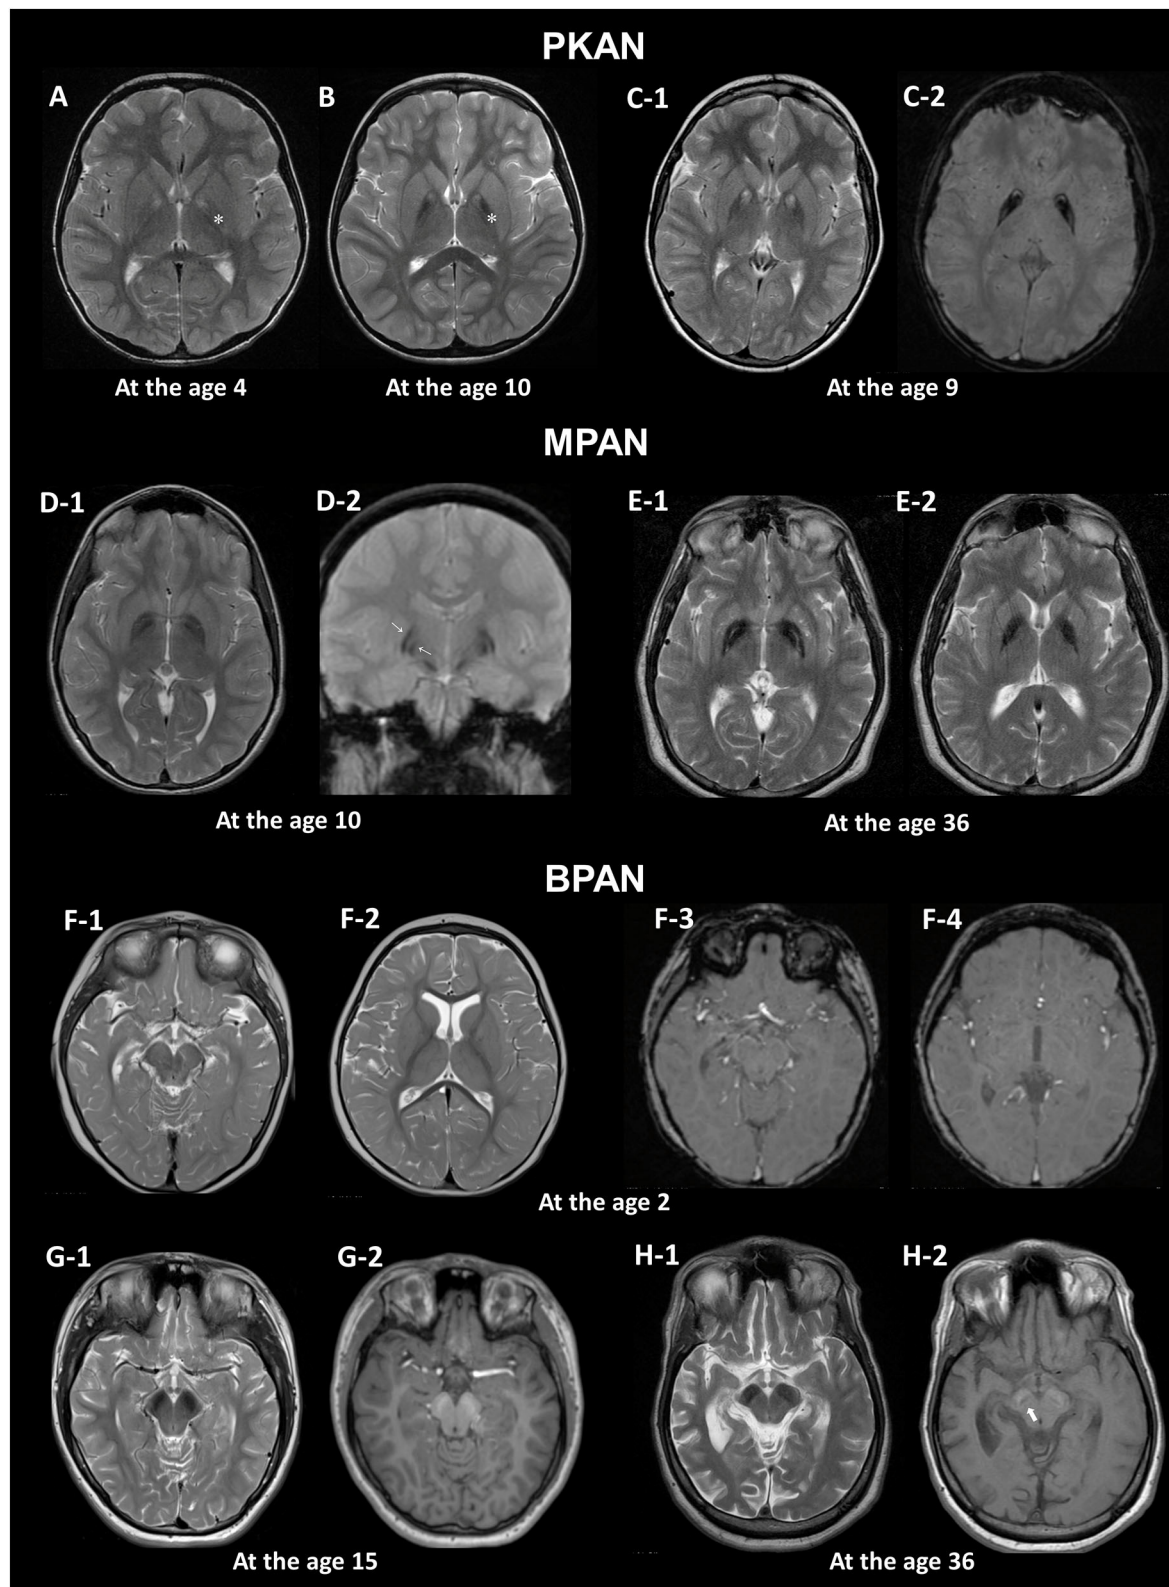 PKAN
A B C-1 C-2
*
*
At the age 4 At the age 10 At the age 9
MPAN
D-1 D-2 E-1 E-2
At the age 10 At the age 36
BPAN
F-1 F-2 F-3 F-4
At the age 2
G-1 G-2 H-1 H-2
At the age 15 At the age 36